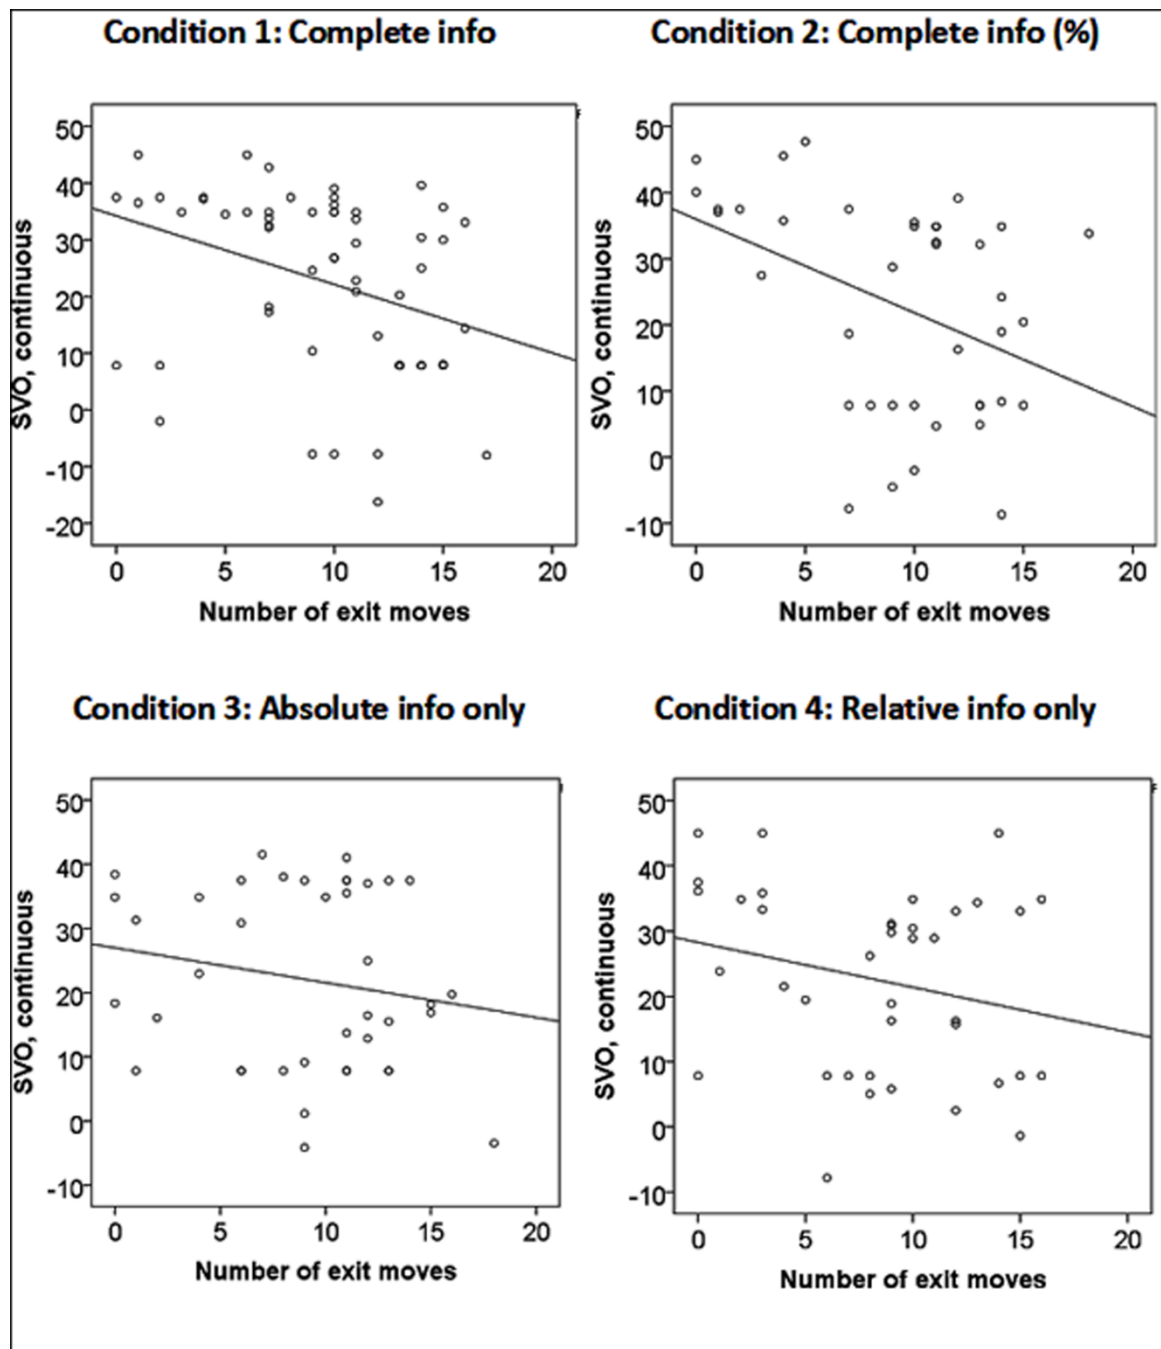 Condition 1: Complete info
Condition 2: Complete info (%)
50
40
30
20
10
0
-10
-20
SVO, continuous
0 5 10 15 20
Number of exit moves
50
40
30
20
10
0
-10
SVO, continuous
0 5 10 15 20
Number of exit moves
Condition 3: Absolute info only
Condition 4: Relative info only
50
40
30
20
10
0
-10
SVO, continuous
0 5 10 15 20
Number of exit moves
50
40
30
20
10
0
-10
SVO, continuous
0 5 10 15 20
Number of exit moves